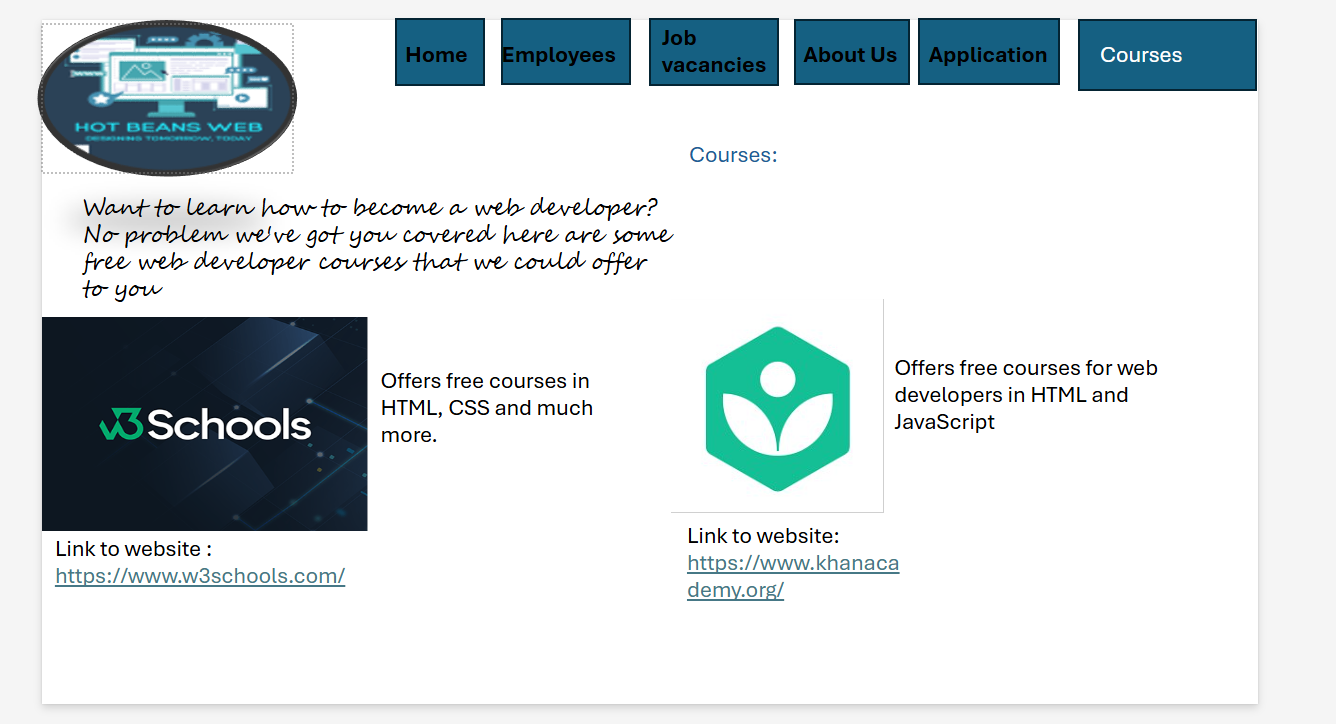 Home
Employees
Job
vacancies
About Us
Application
Courses
HOT BEANS WEB
DESIGNING TOMORROW, TODAY
Courses:
Want to learn how to become a web developer?
No problem we've got you covered here are some
free web developer courses that we could offer
to you
W3Schools
Offers free courses in
HTML, CSS and much
more.
Offers free courses for web
developers in HTML and
JavaScript
Link to website :
https://www.w3schools.com/
Link to website:
https://www.khanaca
demy.org/